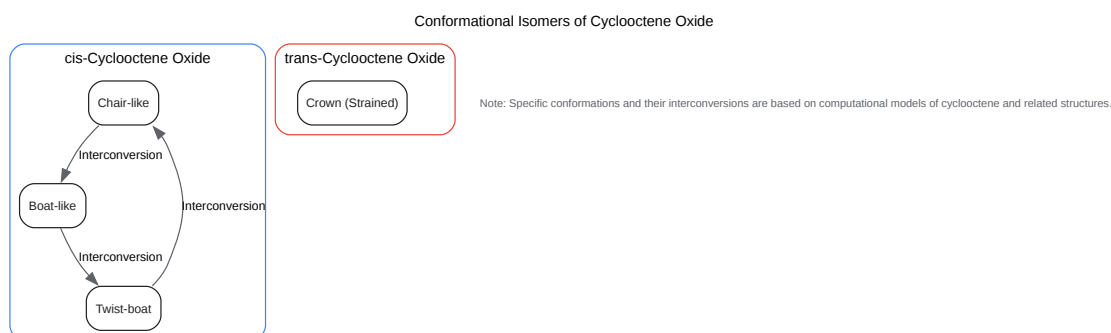 Conformational Isomers of Cyclooctene Oxide
cis-Cyclooctene Oxide
trans-Cyclooctene Oxide
Chair-like
Crown (Strained)
Note: Specific conformations and their interconversions are based on computational models of cyclooctene and related structures.
Interconversion
Boat-like
Interconversion
Interconversion
Twist-boat